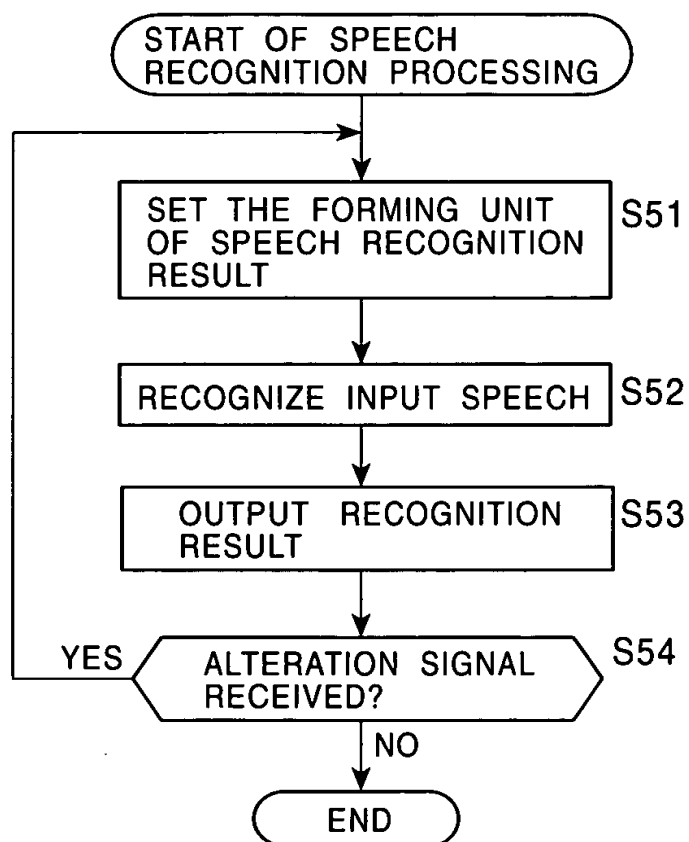 START OF SPEECH
RECOGNITION PROCESSING
SET THE FORMING UNIT
OF SPEECH RECOGNITION
RESULT
S51
RECOGNIZE INPUT SPEECH
S52
OUTPUT RECOGNITION
RESULT
S53
YES
ALTERATION SIGNAL
RECEIVED?
S54
NO
END